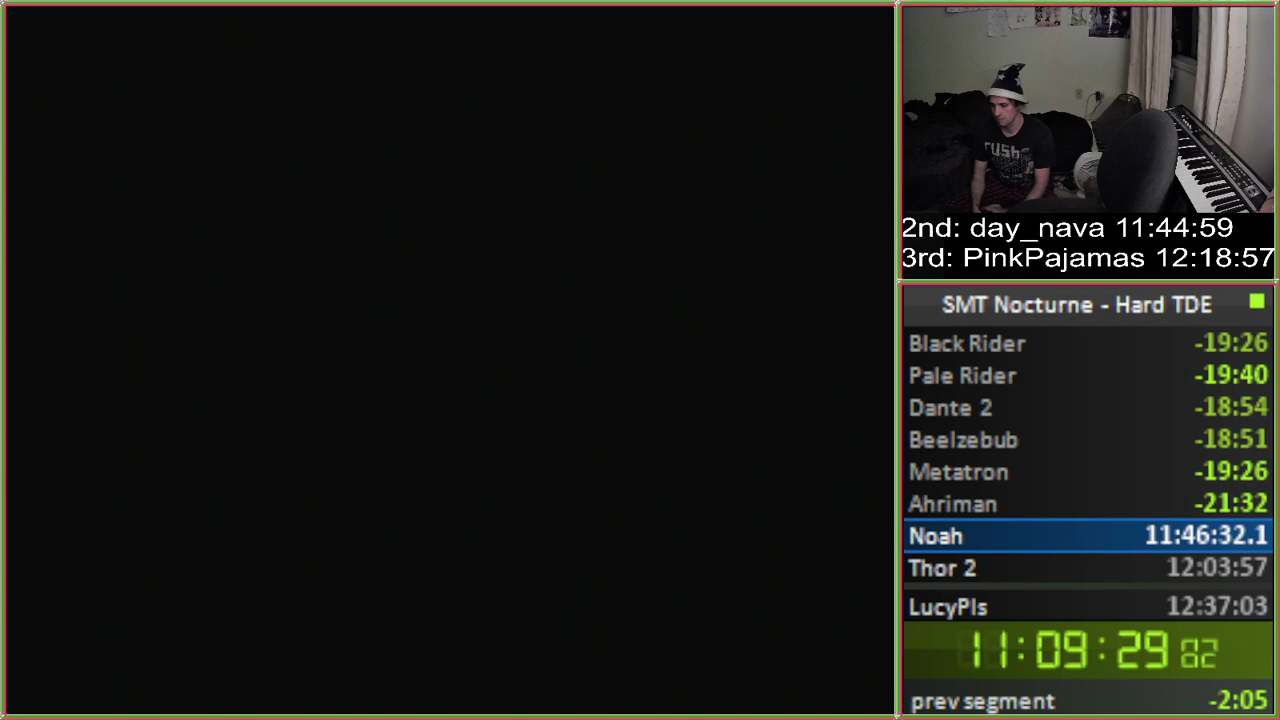 rush
2nd: day_nava 11:44:59
3rd: PinkPajamas 12:18:57
SMT Nocturne - Hard TDE
Black Rider -19:26
Pale Rider -19:40
Dante 2 -18:54
Beelzebub -18:51
Metatron -19:26
Ahriman -21:32
Noah 11:46:32.1
Thor 2 12:03:57
LucyPls 12:37:03
11:09:29 82
prev segment -2:05